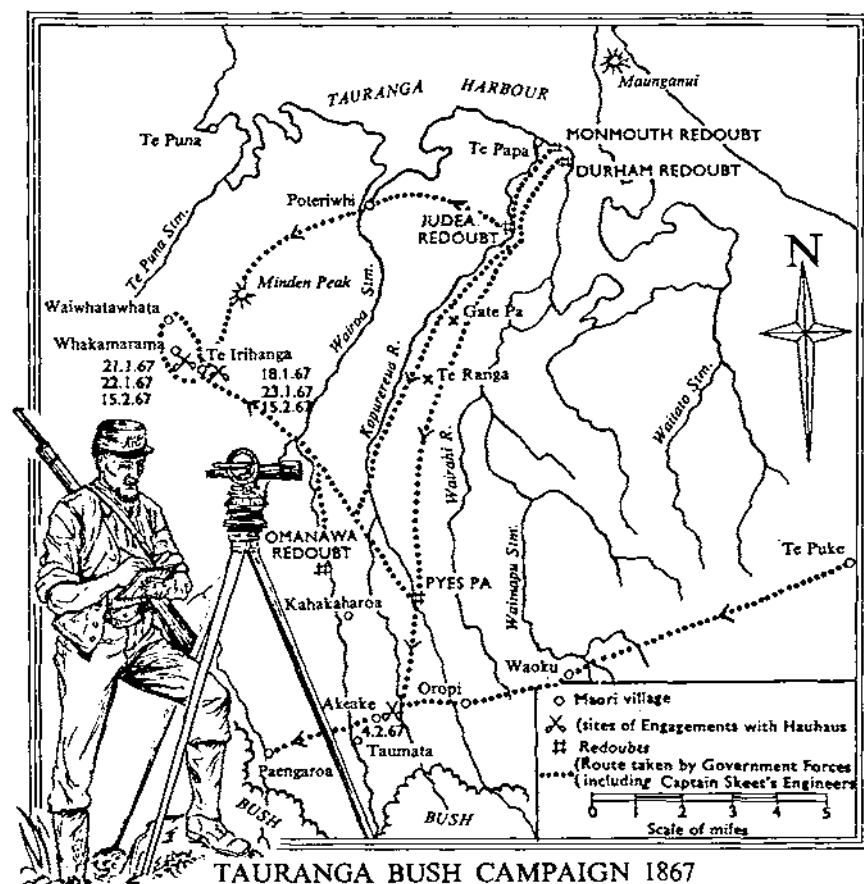 TAURANGA HARBOUR
Maunganui
Te Puna
Te Papa
MONMOUTH REDOUBT
DURHAM REDOUBT
Poteriwhi
JUDEA
REDOUBT
Te Puna Stm.
Minden Peak
Wairoa Stm.
N
Waiwhatawhata
Whakamarama
21.1.67
22.1.67
15.2.67
Te Irihanga
18.1.67
23.1.67
15.2.67
Gate Pa
Kopurererua R.
Te Ranga
Wairahi R.
Waitato Stm.
OMANAWA
REDOUBT
Te Puke
PYES PA
Kahakaharoa
Waimapu Stm.
Waoku
Oropi
Akeake
4.2.67
Taumata
Paengaroa
BUSH
BUSH
Maori village
(sites of Engagements with Hauhaus
Redoubts
(Route taken by Government Forces
(including Captain Skeet's Engineers
0 1 2 3 4 5
Scale of miles
TAURANGA BUSH CAMPAIGN 1867